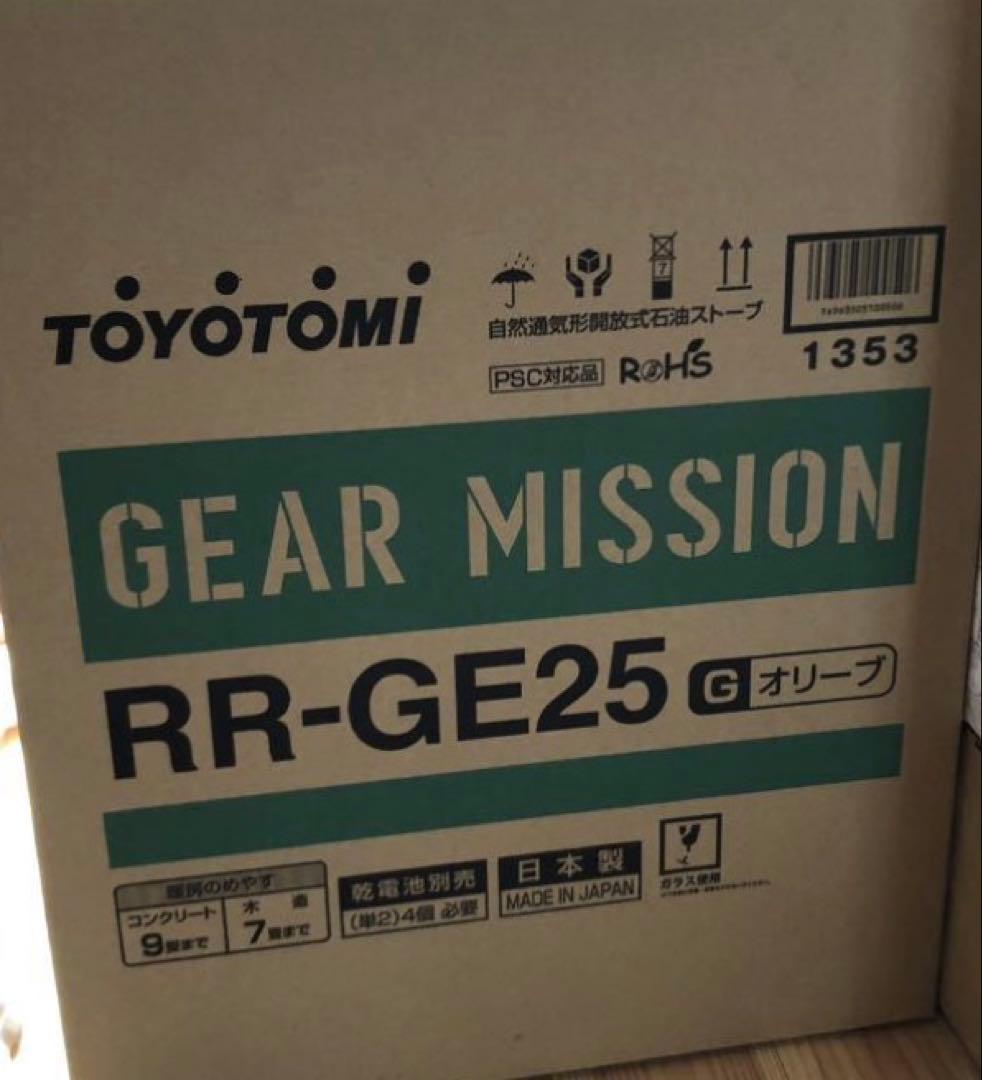 TOYOTOMI
7
自然通気形開放式石油ストーブ
PSC対応品 RoHS
1353
GEAR MISSION
RR-GE25 G オリーブ
暖房のめやす
コンクリート
9畳まで
木造
7畳まで
乾電池別売
(単2)4個 必要
日本製
MADE IN JAPAN
ガラス使用